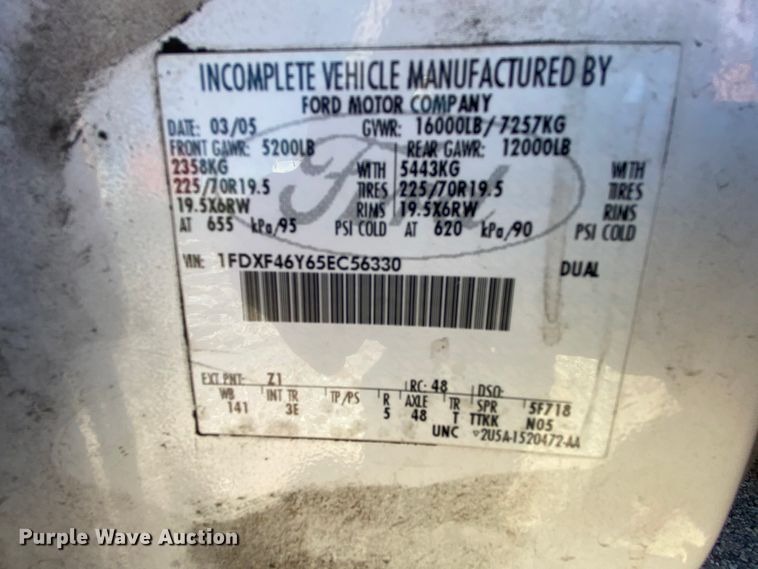 INCOMPLETE VEHICLE MANUFACTURED BY
FORD MOTOR COMPANY
DATE: 03/05 GVWR: 16000LB/ 7257KG
FRONT GAWR: 5200LB REAR GAWR: 12000LB
2358KG WITH 5443KG WITH
225/70R19.5 TIRES 225/70R19.5 TIRES
19.5X6RW RIMS 19.5X6RW RIMS
AT 655 kPa/95 PSI COLD AT 620 kPa/90 PSI COLD
VIN: 1FDXF46Y65EC56330 DUAL
EXT PNT: Z1 RC: 48 DSO:
WB INT TR TP/PS R AXLE TR SPR 5F718
141 3E 5 48 T TTKK N05
UNC 2U5A-1520472-AA
Ford
Purple Wave Auction